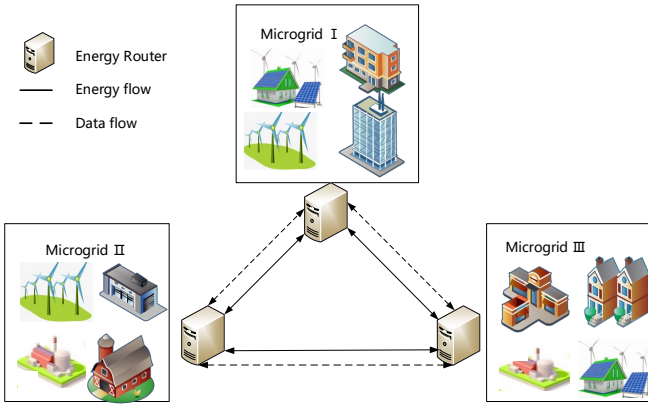 Energy Router
Energy flow
Data flow
Microgrid Ⅰ
Microgrid Ⅱ
Microgrid Ⅲ